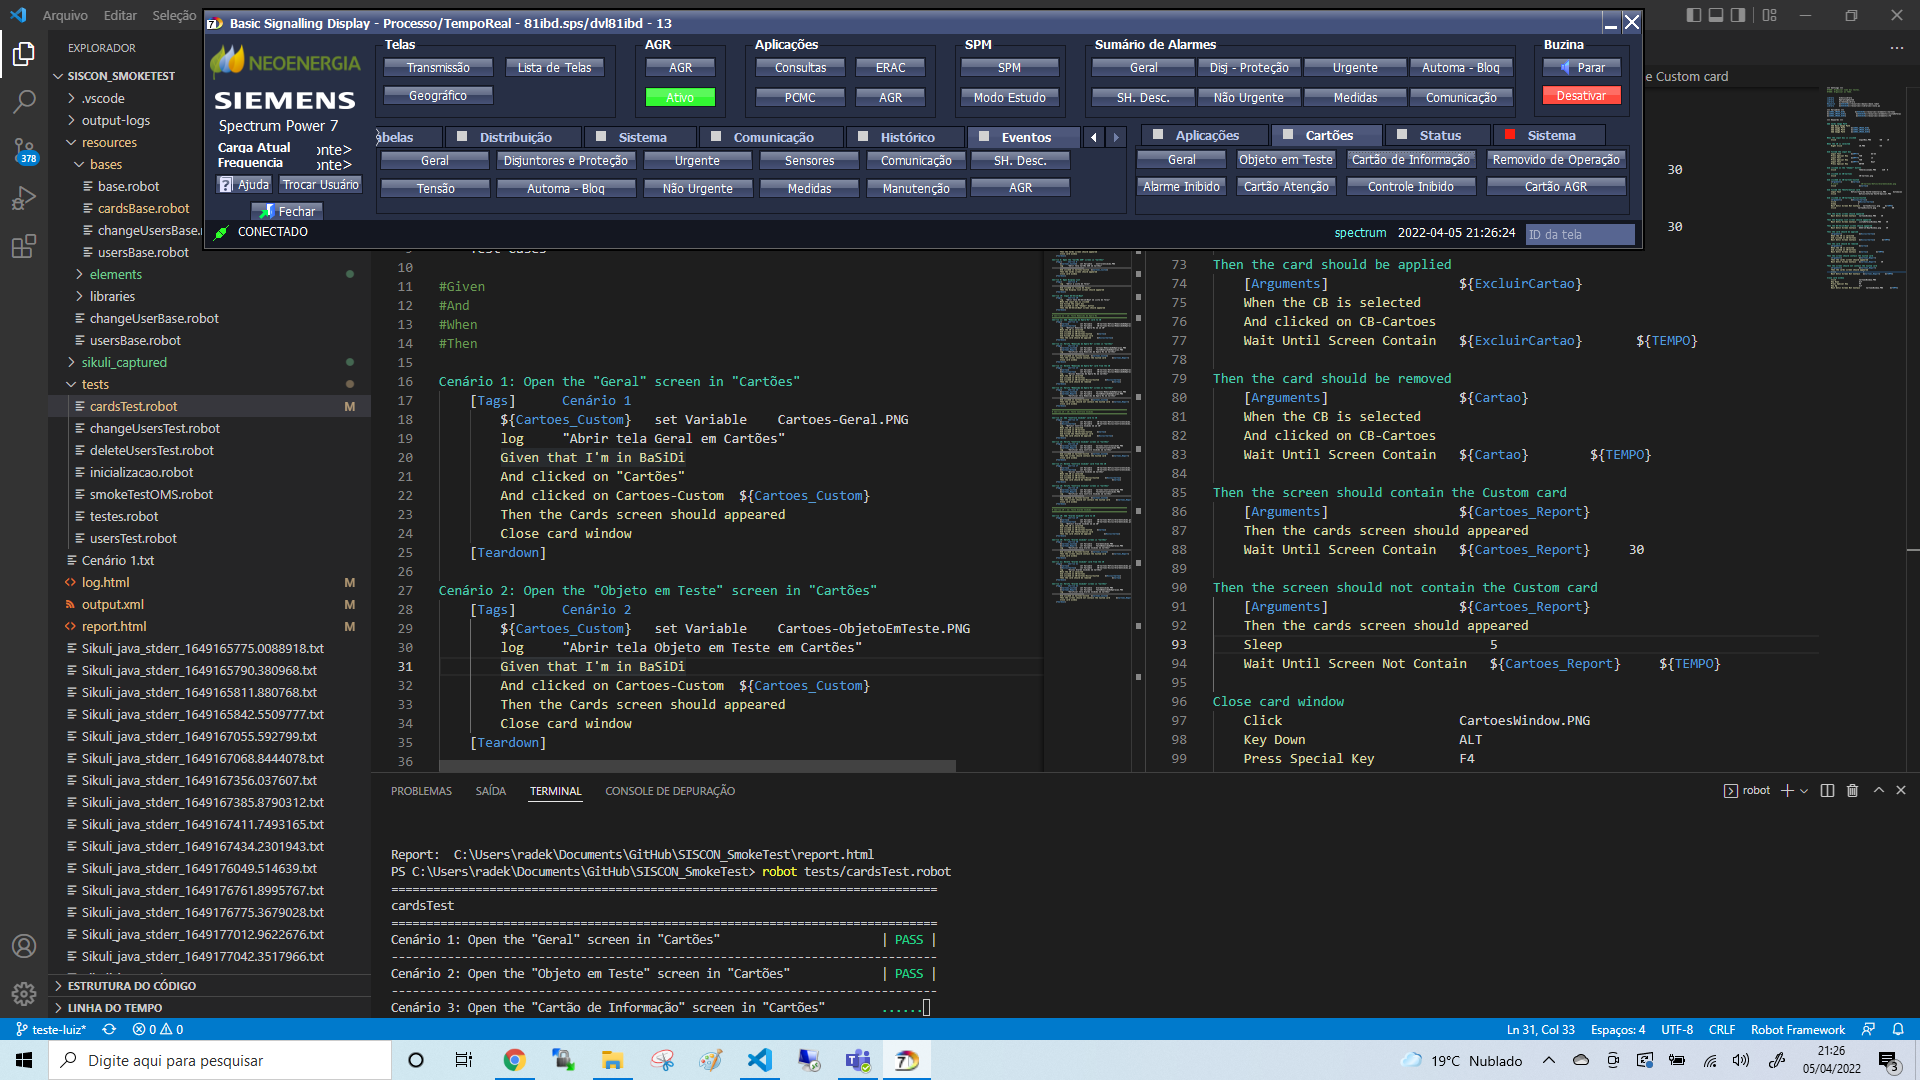 Arquivo Editar Seleção
Basic Signalling Display - Processo/TempoReal - 81ibd.sps/dvl81ibd - 13
EXPLORADOR
SISCON_SMOKETEST
.vscode
output-logs
resources
bases
base.robot
cardsBase.robot
changeUsersBase.
usersBase.robot
elements
libraries
changeUserBase.robot
usersBase.robot
sikuli_captured
tests
cardsTest.robot M
changeUsersTest.robot
deleteUsersTest.robot
inicializacao.robot
smokeTestOMS.robot
testes.robot
usersTest.robot
Cenário 1.txt
log.html M
output.xml M
report.html M
Sikuli_java_stderr_1649165775.0088918.txt
Sikuli_java_stderr_1649165790.380968.txt
Sikuli_java_stderr_1649165811.880768.txt
Sikuli_java_stderr_1649165842.5509777.txt
Sikuli_java_stderr_1649167055.592799.txt
Sikuli_java_stderr_1649167068.8444078.txt
Sikuli_java_stderr_1649167356.037607.txt
Sikuli_java_stderr_1649167385.8790312.txt
Sikuli_java_stderr_1649167411.7493165.txt
Sikuli_java_stderr_1649167434.2301943.txt
Sikuli_java_stderr_1649176049.514639.txt
Sikuli_java_stderr_1649176761.8995767.txt
Sikuli_java_stderr_1649176775.3679028.txt
Sikuli_java_stderr_1649177012.9622676.txt
Sikuli_java_stderr_1649177042.3517966.txt
ESTRUTURA DO CÓDIGO
LINHA DO TEMPO
378
NEOENERGIA
SIEMENS
Spectrum Power 7
Carga Atual onte>
Frequencia onte>
Ajuda Trocar Usuário
Fechar
CONECTADO
Telas
Transmissão Lista de Telas
Geográfico
AGR
AGR
Ativo
Aplicações
Consultas ERAC
PCMC AGR
SPM
SPM
Modo Estudo
Sumário de Alarmes
Geral Disj - Proteção Urgente Automa - Bloq
SH. Desc. Não Urgente Medidas Comunicação
Buzina
Parar
Desativar
abelas Distribuição Sistema Comunicação Histórico Eventos
Geral Disjuntores e Proteção Urgente Sensores Comunicação SH. Desc.
Tensão Automa - Bloq Não Urgente Medidas Manutenção AGR
Aplicações Cartões Status Sistema
Geral Objeto em Teste Cartão de Informação Removido de Operação
Alarme Inibido Cartão Atenção Controle Inibido Cartão AGR
spectrum 2022-04-05 21:26:24 ID da tela
e Custom card
30
30
10
11 #Given
12 #And
13 #When
14 #Then
15
16 Cenário 1: Open the "Geral" screen in "Cartões"
17 [Tags] Cenário 1
18 ${Cartoes_Custom} set Variable Cartoes-Geral.PNG
19 log "Abrir tela Geral em Cartões"
20 Given that I'm in BaSiDi
21 And clicked on "Cartões"
22 And clicked on Cartoes-Custom ${Cartoes_Custom}
23 Then the Cards screen should appeared
24 Close card window
25 [Teardown]
26
27 Cenário 2: Open the "Objeto em Teste" screen in "Cartões"
28 [Tags] Cenário 2
29 ${Cartoes_Custom} set Variable Cartoes-ObjetoEmTeste.PNG
30 log "Abrir tela Objeto em Teste em Cartões"
31 Given that I'm in BaSiDi
32 And clicked on Cartoes-Custom ${Cartoes_Custom}
33 Then the Cards screen should appeared
34 Close card window
35 [Teardown]
36
73 Then the card should be applied
74 [Arguments] ${ExcluirCartao}
75 When the CB is selected
76 And clicked on CB-Cartoes
77 Wait Until Screen Contain ${ExcluirCartao} ${TEMPO}
78
79 Then the card should be removed
80 [Arguments] ${Cartao}
81 When the CB is selected
82 And clicked on CB-Cartoes
83 Wait Until Screen Contain ${Cartao} ${TEMPO}
84
85 Then the screen should contain the Custom card
86 [Arguments] ${Cartoes_Report}
87 Then the cards screen should appeared
88 Wait Until Screen Contain ${Cartoes_Report} 30
89
90 Then the screen should not contain the Custom card
91 [Arguments] ${Cartoes_Report}
92 Then the cards screen should appeared
93 Sleep 5
94 Wait Until Screen Not Contain ${Cartoes_Report} ${TEMPO}
95
96 Close card window
97 Click CartoesWindow.PNG
98 Key Down ALT
99 Press Special Key F4
PROBLEMAS SAÍDA TERMINAL CONSOLE DE DEPURAÇÃO
robot
Report: C:\Users\radek\Documents\GitHub\SISCON_SmokeTest\report.html
PS C:\Users\radek\Documents\GitHub\SISCON_SmokeTest> robot tests/cardsTest.robot
cardsTest
Cenário 1: Open the "Geral" screen in "Cartões" | PASS |
Cenário 2: Open the "Objeto em Teste" screen in "Cartões" | PASS |
Cenário 3: Open the "Cartão de Informação" screen in "Cartões" ......
teste-luiz* 0 0
Ln 31, Col 33 Espaços: 4 UTF-8 CRLF Robot Framework
Digite aqui para pesquisar
19°C Nublado
21:26
05/04/2022
3